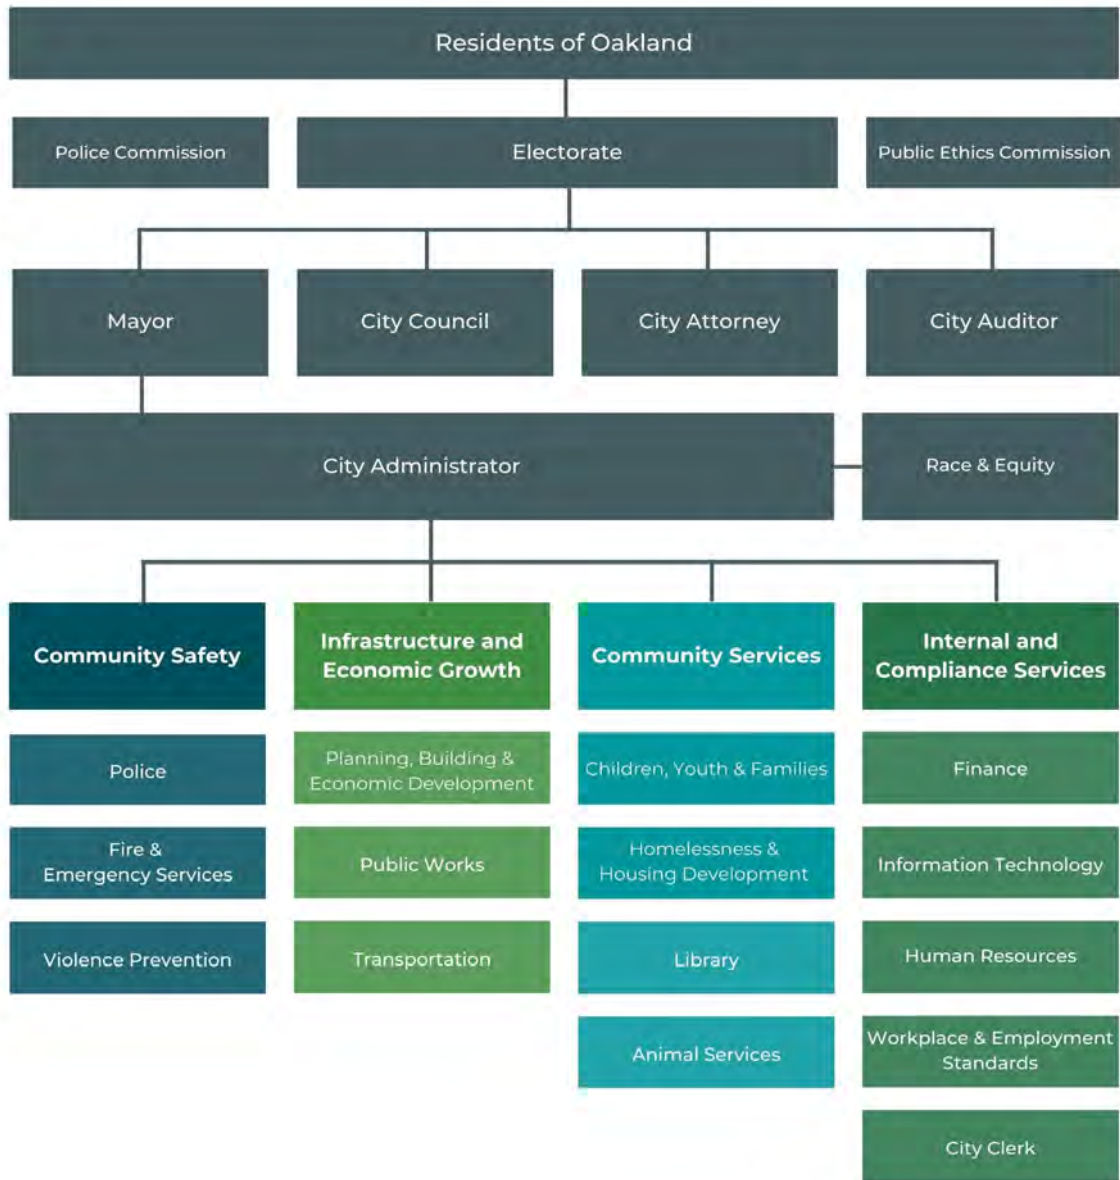 Residents of Oakland
Police Commission
Electorate
Public Ethics Commission
Mayor
City Council
City Attorney
City Auditor
City Administrator
Race & Equity
Community Safety
Infrastructure and
Economic Growth
Community Services
Internal and
Compliance Services
Police
Planning, Building &
Economic Development
Children, Youth & Families
Finance
Fire &
Emergency Services
Public Works
Homelessness &
Housing Development
Information Technology
Violence Prevention
Transportation
Library
Human Resources
Animal Services
Workplace & Employment
Standards
City Clerk